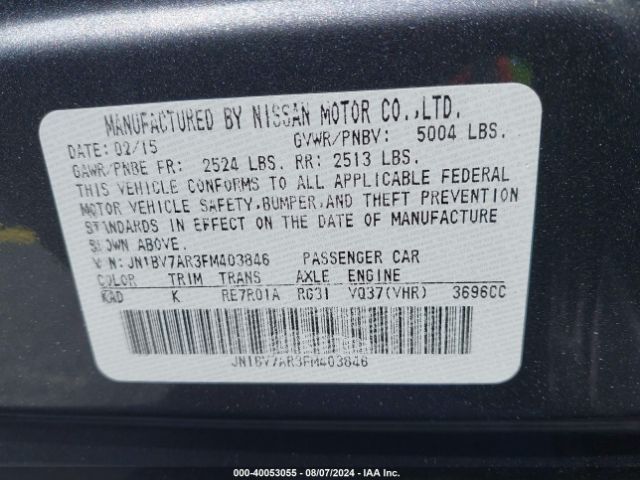 MANUFACTURED BY NISSAN MOTOR CO.,LTD.
DATE: 02/15 GVWR/PNBV: 5004 LBS.
GAWR/PNBE FR: 2524 LBS. RR: 2513 LBS.
THIS VEHICLE CONFORMS TO ALL APPLICABLE FEDERAL
MOTOR VEHICLE SAFETY,BUMPER,AND THEFT PREVENTION
STANDARDS IN EFFECT ON THE DATE OF MANUFACTURE
SHOWN ABOVE.
VIN: JN1BV7AR3FM403846 PASSENGER CAR
COLOR TRIM TRANS AXLE ENGINE
KAD K RE7R01A RG31 VQ37(VHR) 3696CC
JN1BV7AR3FM403846
000-40053055 - 08/07/2024 - IAA Inc.